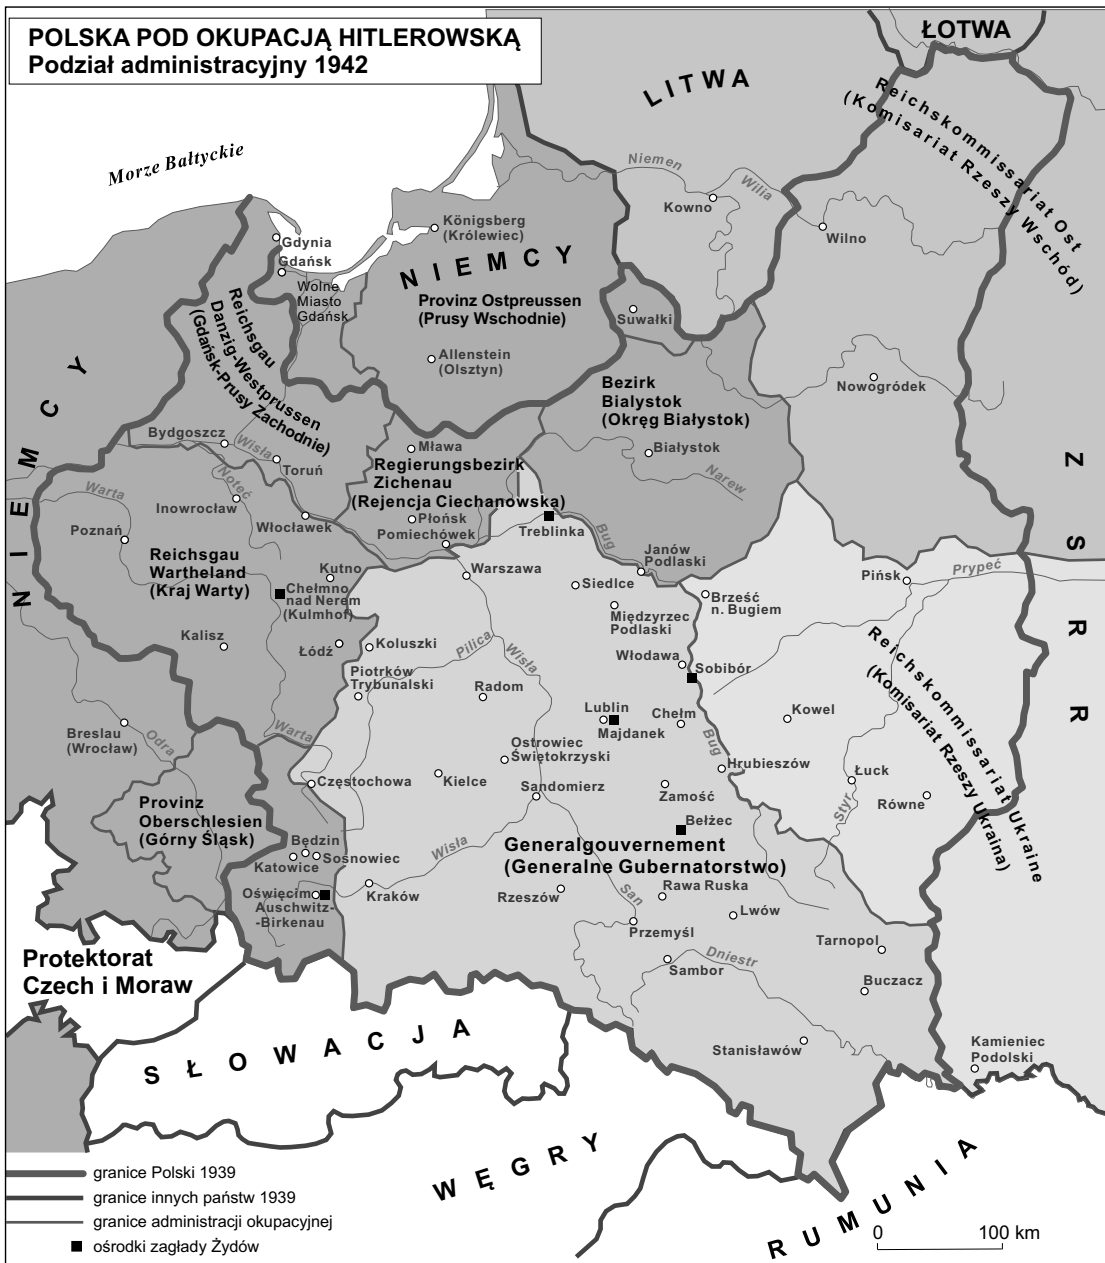 POLSKA POD OKUPACJĄ HITLEROWSKĄ
Podział administracyjny 1942
ŁOTWA
LITWA
Reichskommissariat Ost
(Komisariat Rzeszy Wschód)
Morze Bałtyckie
Niemen
Wilia
Kowno
Wilno
Königsberg
(Królewiec)
Gdynia
Gdańsk
Wolne
Miasto
Gdańsk
NIEMCY
Provinz Ostpreussen
(Prusy Wschodnie)
Suwałki
Allenstein
(Olsztyn)
Reichsgau
Danzig-Westprussen
(Gdańsk-Prusy Zachodnie)
NIEMCY
Nowogródek
Bezirk
Bialystok
(Okręg Białystok)
Białystok
Narew
Bydgoszcz
Wisła
Toruń
Mława
Regierungsbezirk
Zichenau
(Rejencja Ciechanowska)
Płońsk
Pomiechówek
Treblinka
Bug
Janów
Podlaski
Warta
Noteć
Inowrocław
Włocławek
Poznań
Reichsgau
Wartheland
(Kraj Warty)
Kutno
Chełmno
nad Nerem
(Kulmhof)
Warszawa
Siedlce
Międzyrzec
Podlaski
Brześć
n. Bugiem
Pińsk
Prypeć
ZSRR
Kalisz
Łódź
Koluszki
Pilica
Wisła
Włodawa
Sobibór
Piotrków
Trybunalski
Radom
Lublin
Majdanek
Chełm
Kowel
Reichskommissariat Ukraine
(Komisariat Rzeszy Ukraina)
Breslau
(Wrocław)
Odra
Warta
Ostrowiec
Świętokrzyski
Bug
Hrubieszów
Łuck
Częstochowa
Kielce
Sandomierz
Zamość
Równe
Styr
Provinz
Oberschlesien
(Górny Śląsk)
Bełżec
Będzin
Sosnowiec
Katowice
Wisła
Generalgouvernement
(Generalne Gubernatorstwo)
Oświęcim
Auschwitz-
-Birkenau
Kraków
Rzeszów
San
Rawa Ruska
Lwów
Przemyśl
Tarnopol
Protektorat
Czech i Moraw
Sambor
Dniestr
Buczacz
SŁOWACJA
Stanisławów
Kamieniec
Podolski
WĘGRY
RUMUNIA
granice Polski 1939
granice innych państw 1939
granice administracji okupacyjnej
ośrodki zagłady Żydów
0 100 km